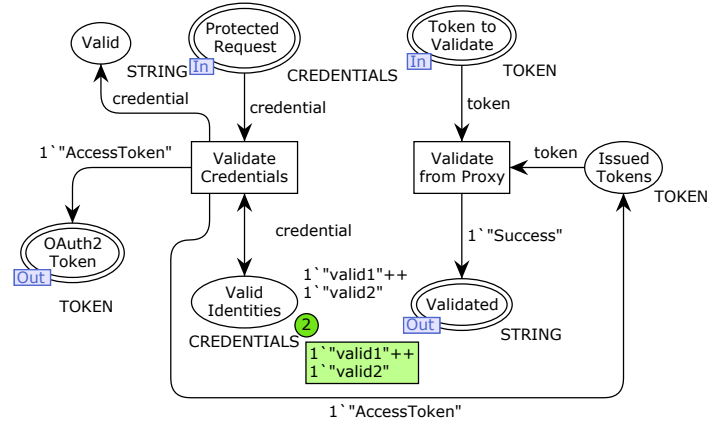 Valid
STRING
credential
Protected
Request
In
CREDENTIALS
credential
Token to
Validate
In
TOKEN
token
1`"AccessToken"
Validate
Credentials
Validate
from Proxy
token
Issued
Tokens
TOKEN
OAuth2
Token
Out
TOKEN
credential
1`"Success"
Valid
Identities
1`"valid1"++
1`"valid2"
2
CREDENTIALS
1`"valid1"++
1`"valid2"
Validated
Out
STRING
1`"AccessToken"